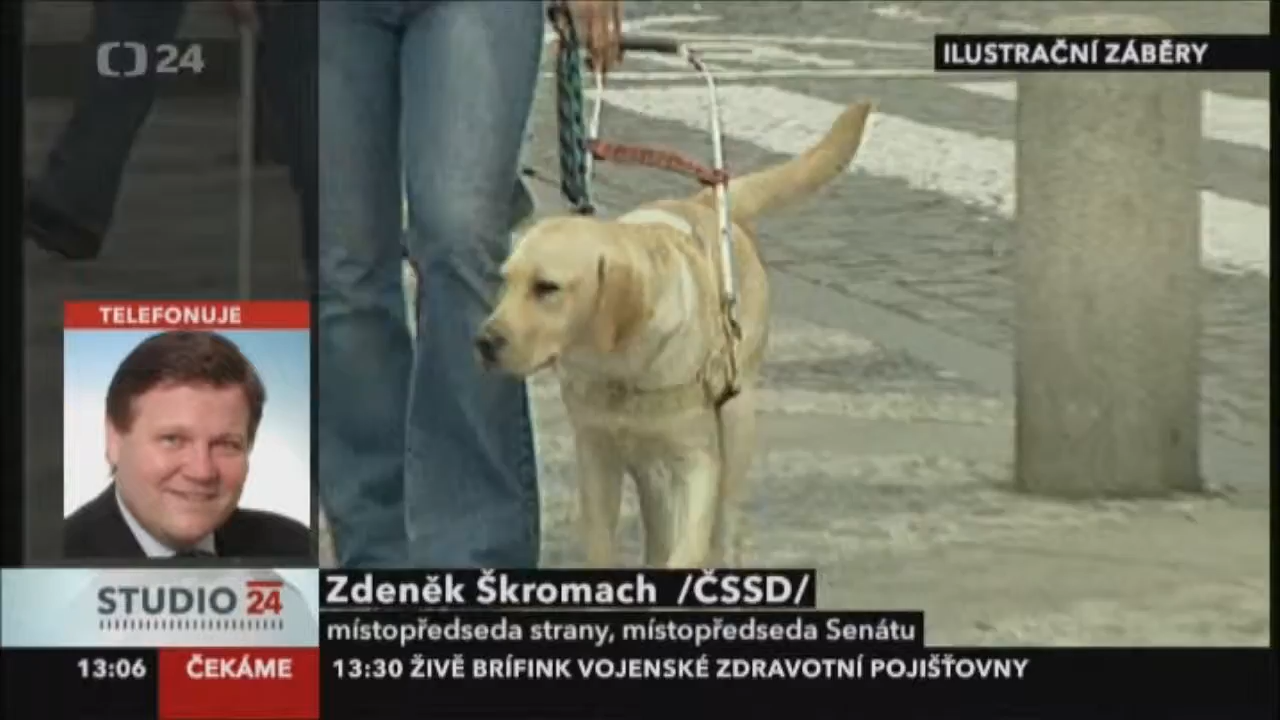 ČT24
ILUSTRAČNÍ ZÁBĚRY
TELEFONUJE
Zdeněk Škromach /ČSSD/
STUDIO 24
místopředseda strany, místopředseda Senátu
13:06 ČEKÁME 13:30 ŽIVĚ BRÍFINK VOJENSKÉ ZDRAVOTNÍ POJIŠŤOVNY